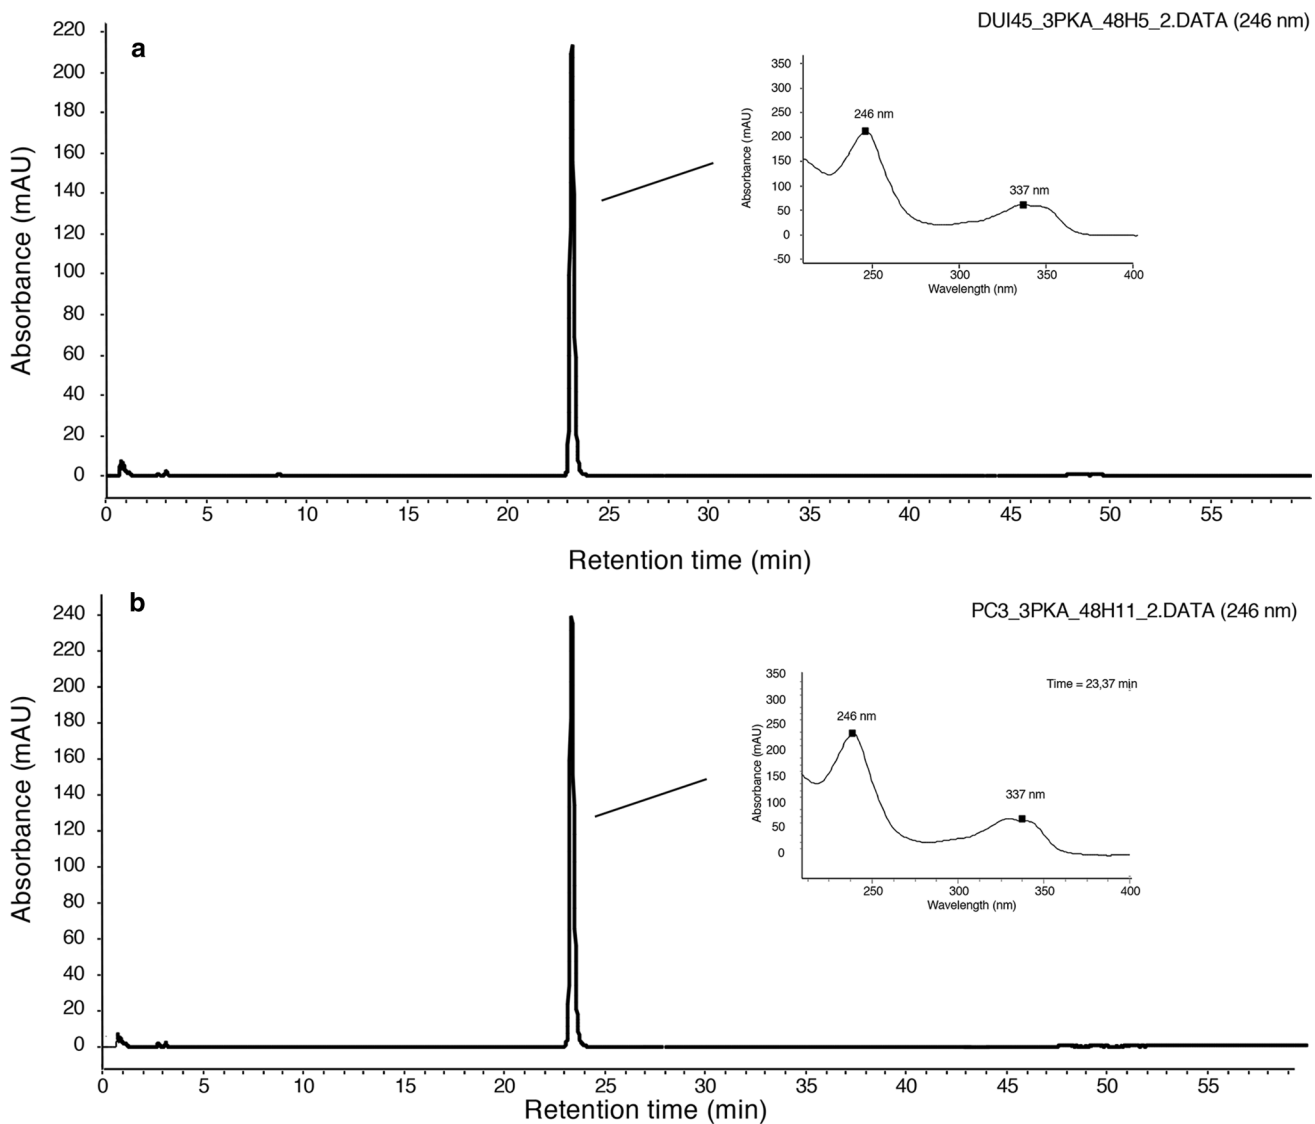 DUI45_3PKA_48H5_2.DATA (246 nm)
a
Absorbance (mAU)
220
200
180
160
140
120
100
80
60
40
20
0
0 5 10 15 20 25 30 35 40 45 50 55
Retention time (min)
Absorbance (mAU)
350
300
250
200
150
100
50
0
-50
246 nm
337 nm
250 300 350 400
Wavelength (nm)
b
PC3_3PKA_48H11_2.DATA (246 nm)
Absorbance (mAU)
240
220
200
180
160
140
120
100
80
60
40
20
0
0 5 10 15 20 25 30 35 40 45 50 55
Retention time (min)
Time = 23,37 min
Absorbance (mAU)
350
300
250
200
150
100
50
0
246 nm
337 nm
250 300 350 400
Wavelength (nm)